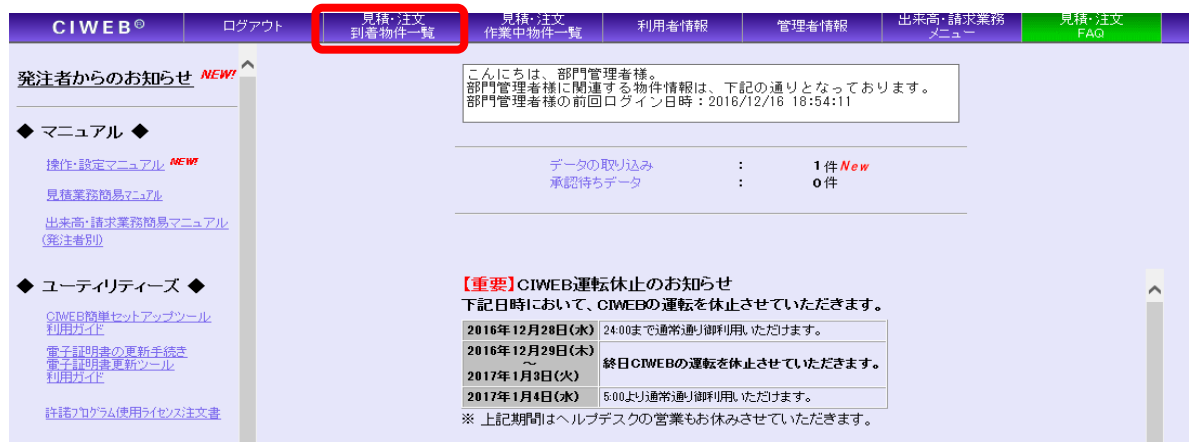 CIWEB®
ログアウト
見積・注文
到着物件一覧
見積・注文
作業中物件一覧
利用者情報
管理者情報
出来高・請求業務
メニュー
見積・注文
FAQ
発注者からのお知らせ NEW!
◆ マニュアル ◆
操作・設定マニュアル NEW!
見積業務簡易マニュアル
出来高・請求業務簡易マニュアル
(発注者別)
◆ ユーティリティーズ ◆
CIWEB簡単セットアップツール
利用ガイド
電子証明書の更新手続き
電子証明書更新ツール
利用ガイド
許諾プログラム使用ライセンス注文書
こんにちは、部門管理者様。
部門管理者様に関連する物件情報は、下記の通りとなっております。
部門管理者様の前回ログイン日時：2016/12/16 18:54:11
データの取り込み : 1件New
承認待ちデータ : 0件
【重要】CIWEB運転休止のお知らせ
下記日時において、CIWEBの運転を休止させていただきます。
2016年12月28日(水) 24:00まで通常通り御利用いただけます。
2016年12月29日(木)
～
2017年1月3日(火) 終日CIWEBの運転を休止させていただきます。
2017年1月4日(水) 5:00より通常通り御利用いただけます。
※ 上記期間はヘルプデスクの営業もお休みさせていただきます。